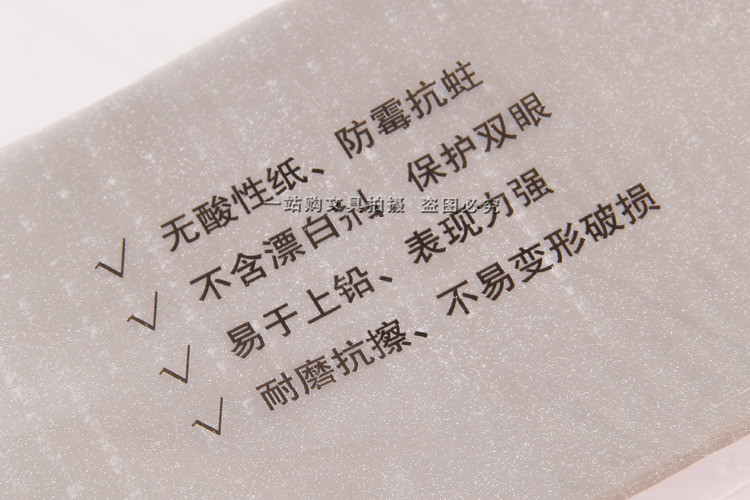 √ 无酸性纸、防霉抗蛀
√ 不含漂白剂 保护双眼
√ 易于上铅、表现力强
√ 耐磨抗擦、不易变形破损
一站购文具拍摄 盗图必究